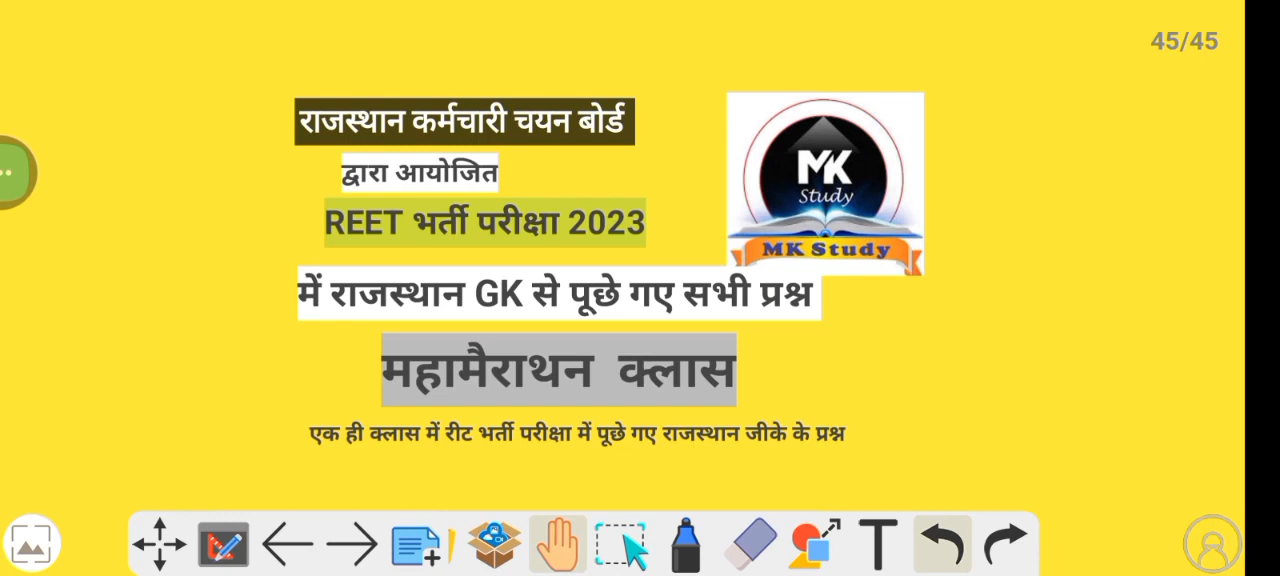 45/45
राजस्थान कर्मचारी चयन बोर्ड
द्वारा आयोजित
REET भर्ती परीक्षा 2023
MK
Study
MK Study
में राजस्थान GK से पूछे गए सभी प्रश्न
महामैराथन क्लास
एक ही क्लास में रीट भर्ती परीक्षा में पूछे गए राजस्थान जीके के प्रश्न